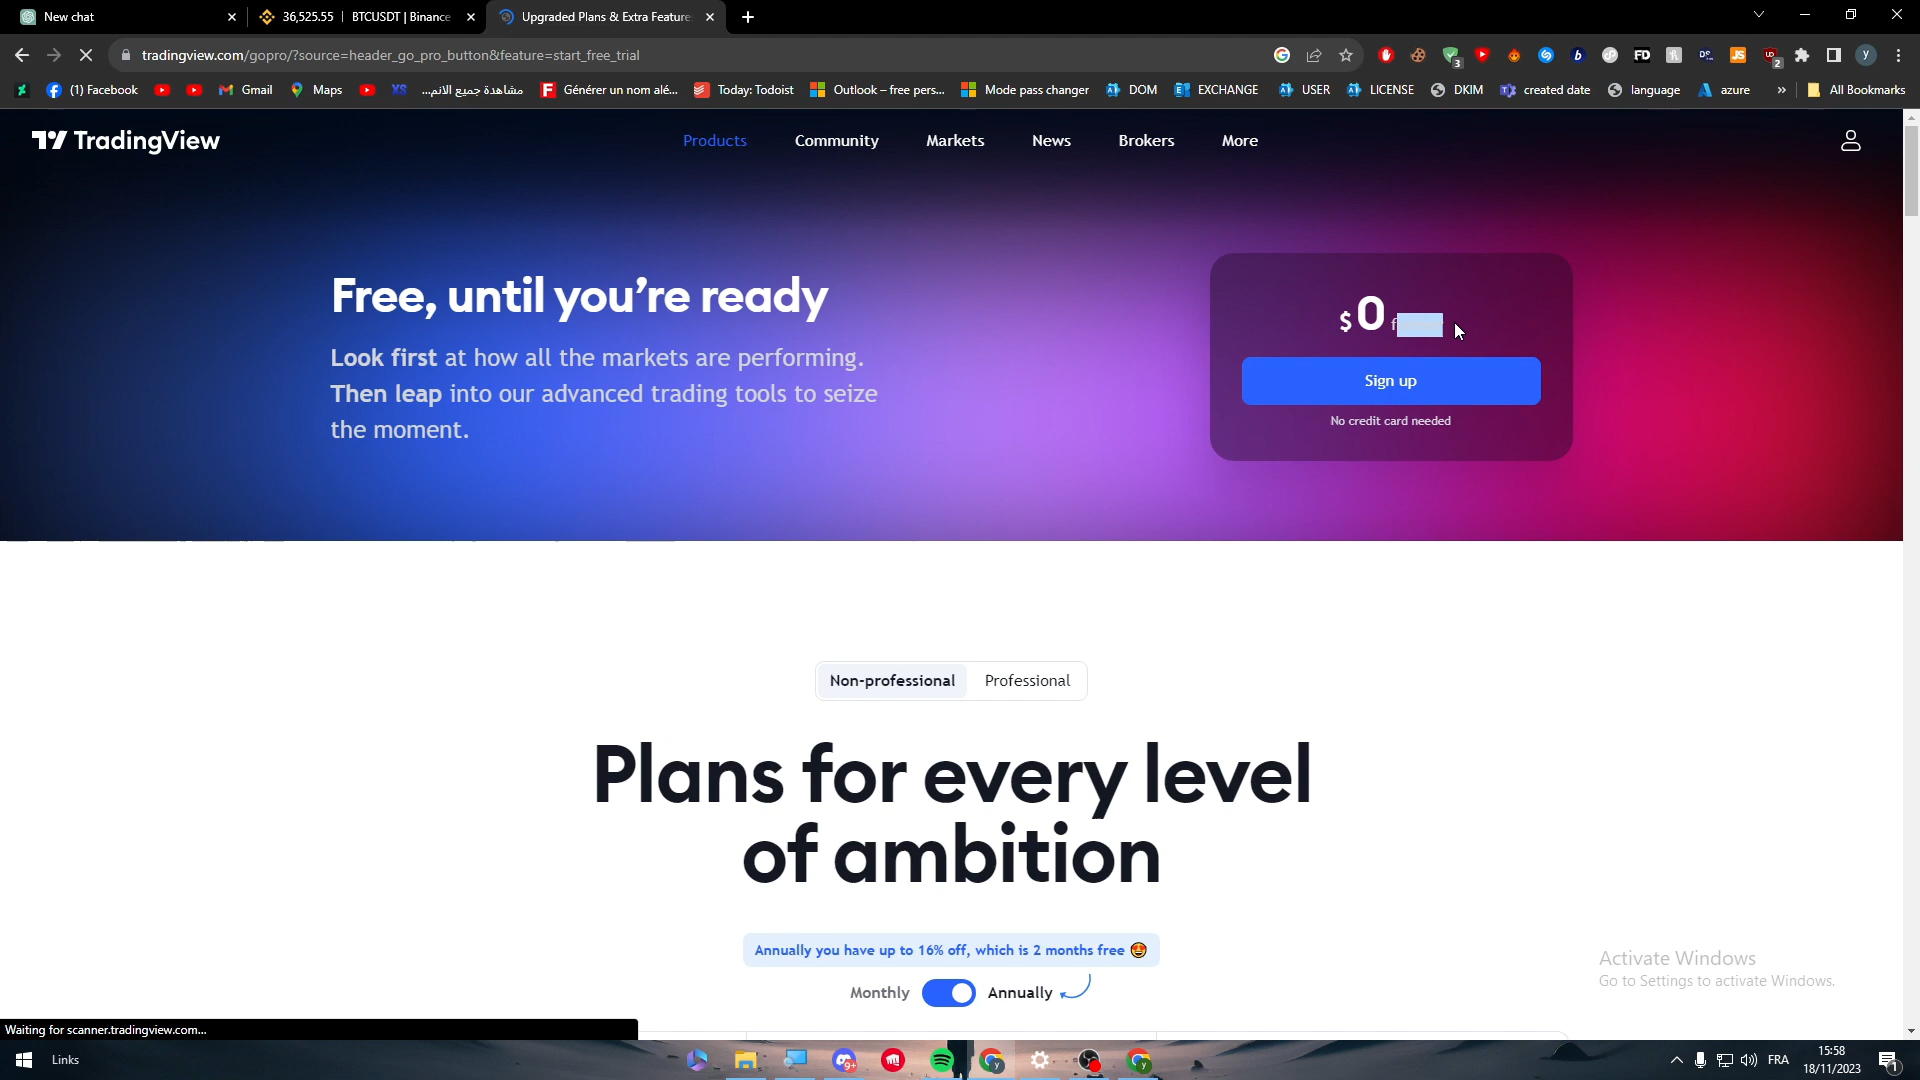 New chat
36,525.55 | BTCUSDT | Binance
Upgraded Plans & Extra Feature
tradingview.com/gopro/?source=header_go_pro_button&feature=start_free_trial
3
2
y
(1) Facebook
Gmail
Maps
XS
مشاهدة جميع الانم...
Générer un nom alé...
Today: Todoist
Outlook – free pers...
Mode pass changer
DOM
EXCHANGE
USER
LICENSE
DKIM
created date
language
azure
»
All Bookmarks
TradingView
Products
Community
Markets
News
Brokers
More
Free, until you're ready
Look first at how all the markets are performing.
Then leap into our advanced trading tools to seize
the moment.
$0
Sign up
No credit card needed
Non-professional
Professional
Plans for every level
of ambition
Annually you have up to 16% off, which is 2 months free 🤩
Monthly
Annually
Activate Windows
Go to Settings to activate Windows.
Waiting for scanner.tradingview.com...
Links
9+
FRA
15:58
18/11/2023
1